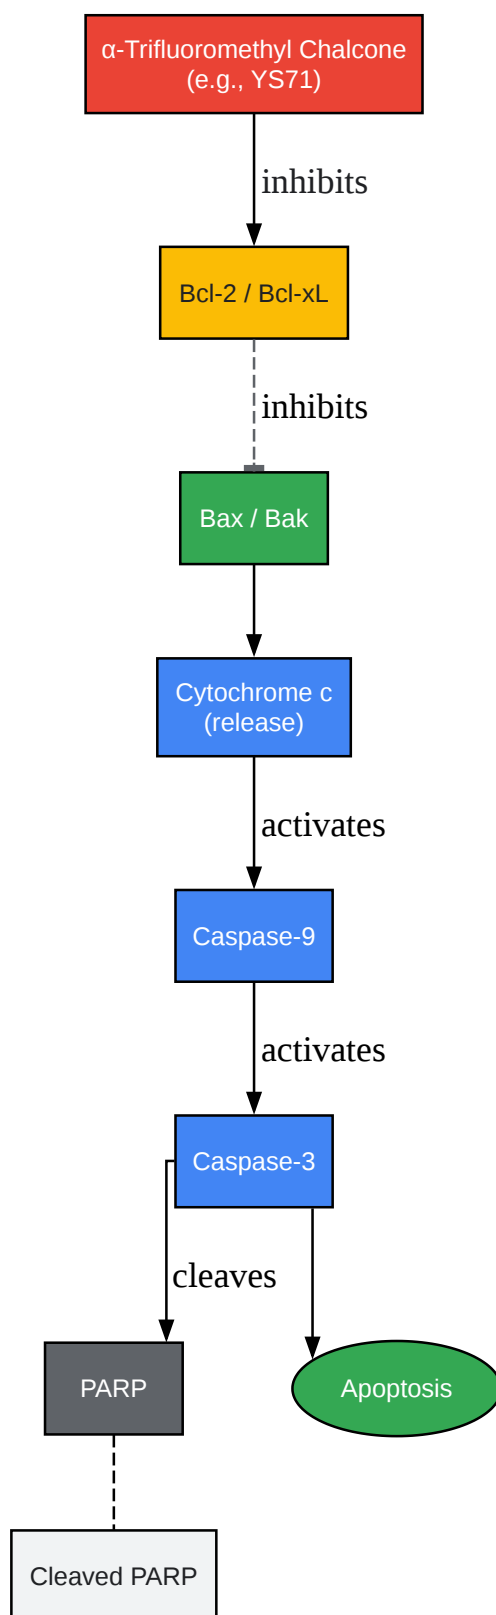 α-Trifluoromethyl Chalcone
(e.g., YS71)
inhibits
Bcl-2 / Bcl-xL
inhibits
Bax / Bak
Cytochrome c
(release)
activates
Caspase-9
activates
Caspase-3
cleaves
PARP
Apoptosis
Cleaved PARP